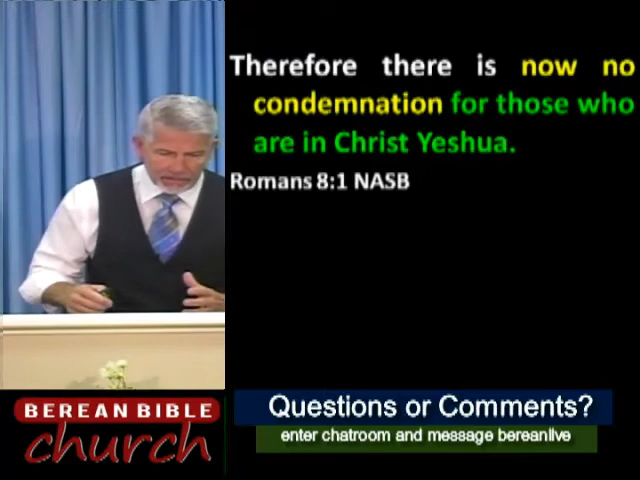 Therefore there is now no
condemnation for those who
are in Christ Yeshua.
Romans 8:1 NASB
BEREAN BIBLE
church
Questions or Comments?
enter chatroom and message bereanlive